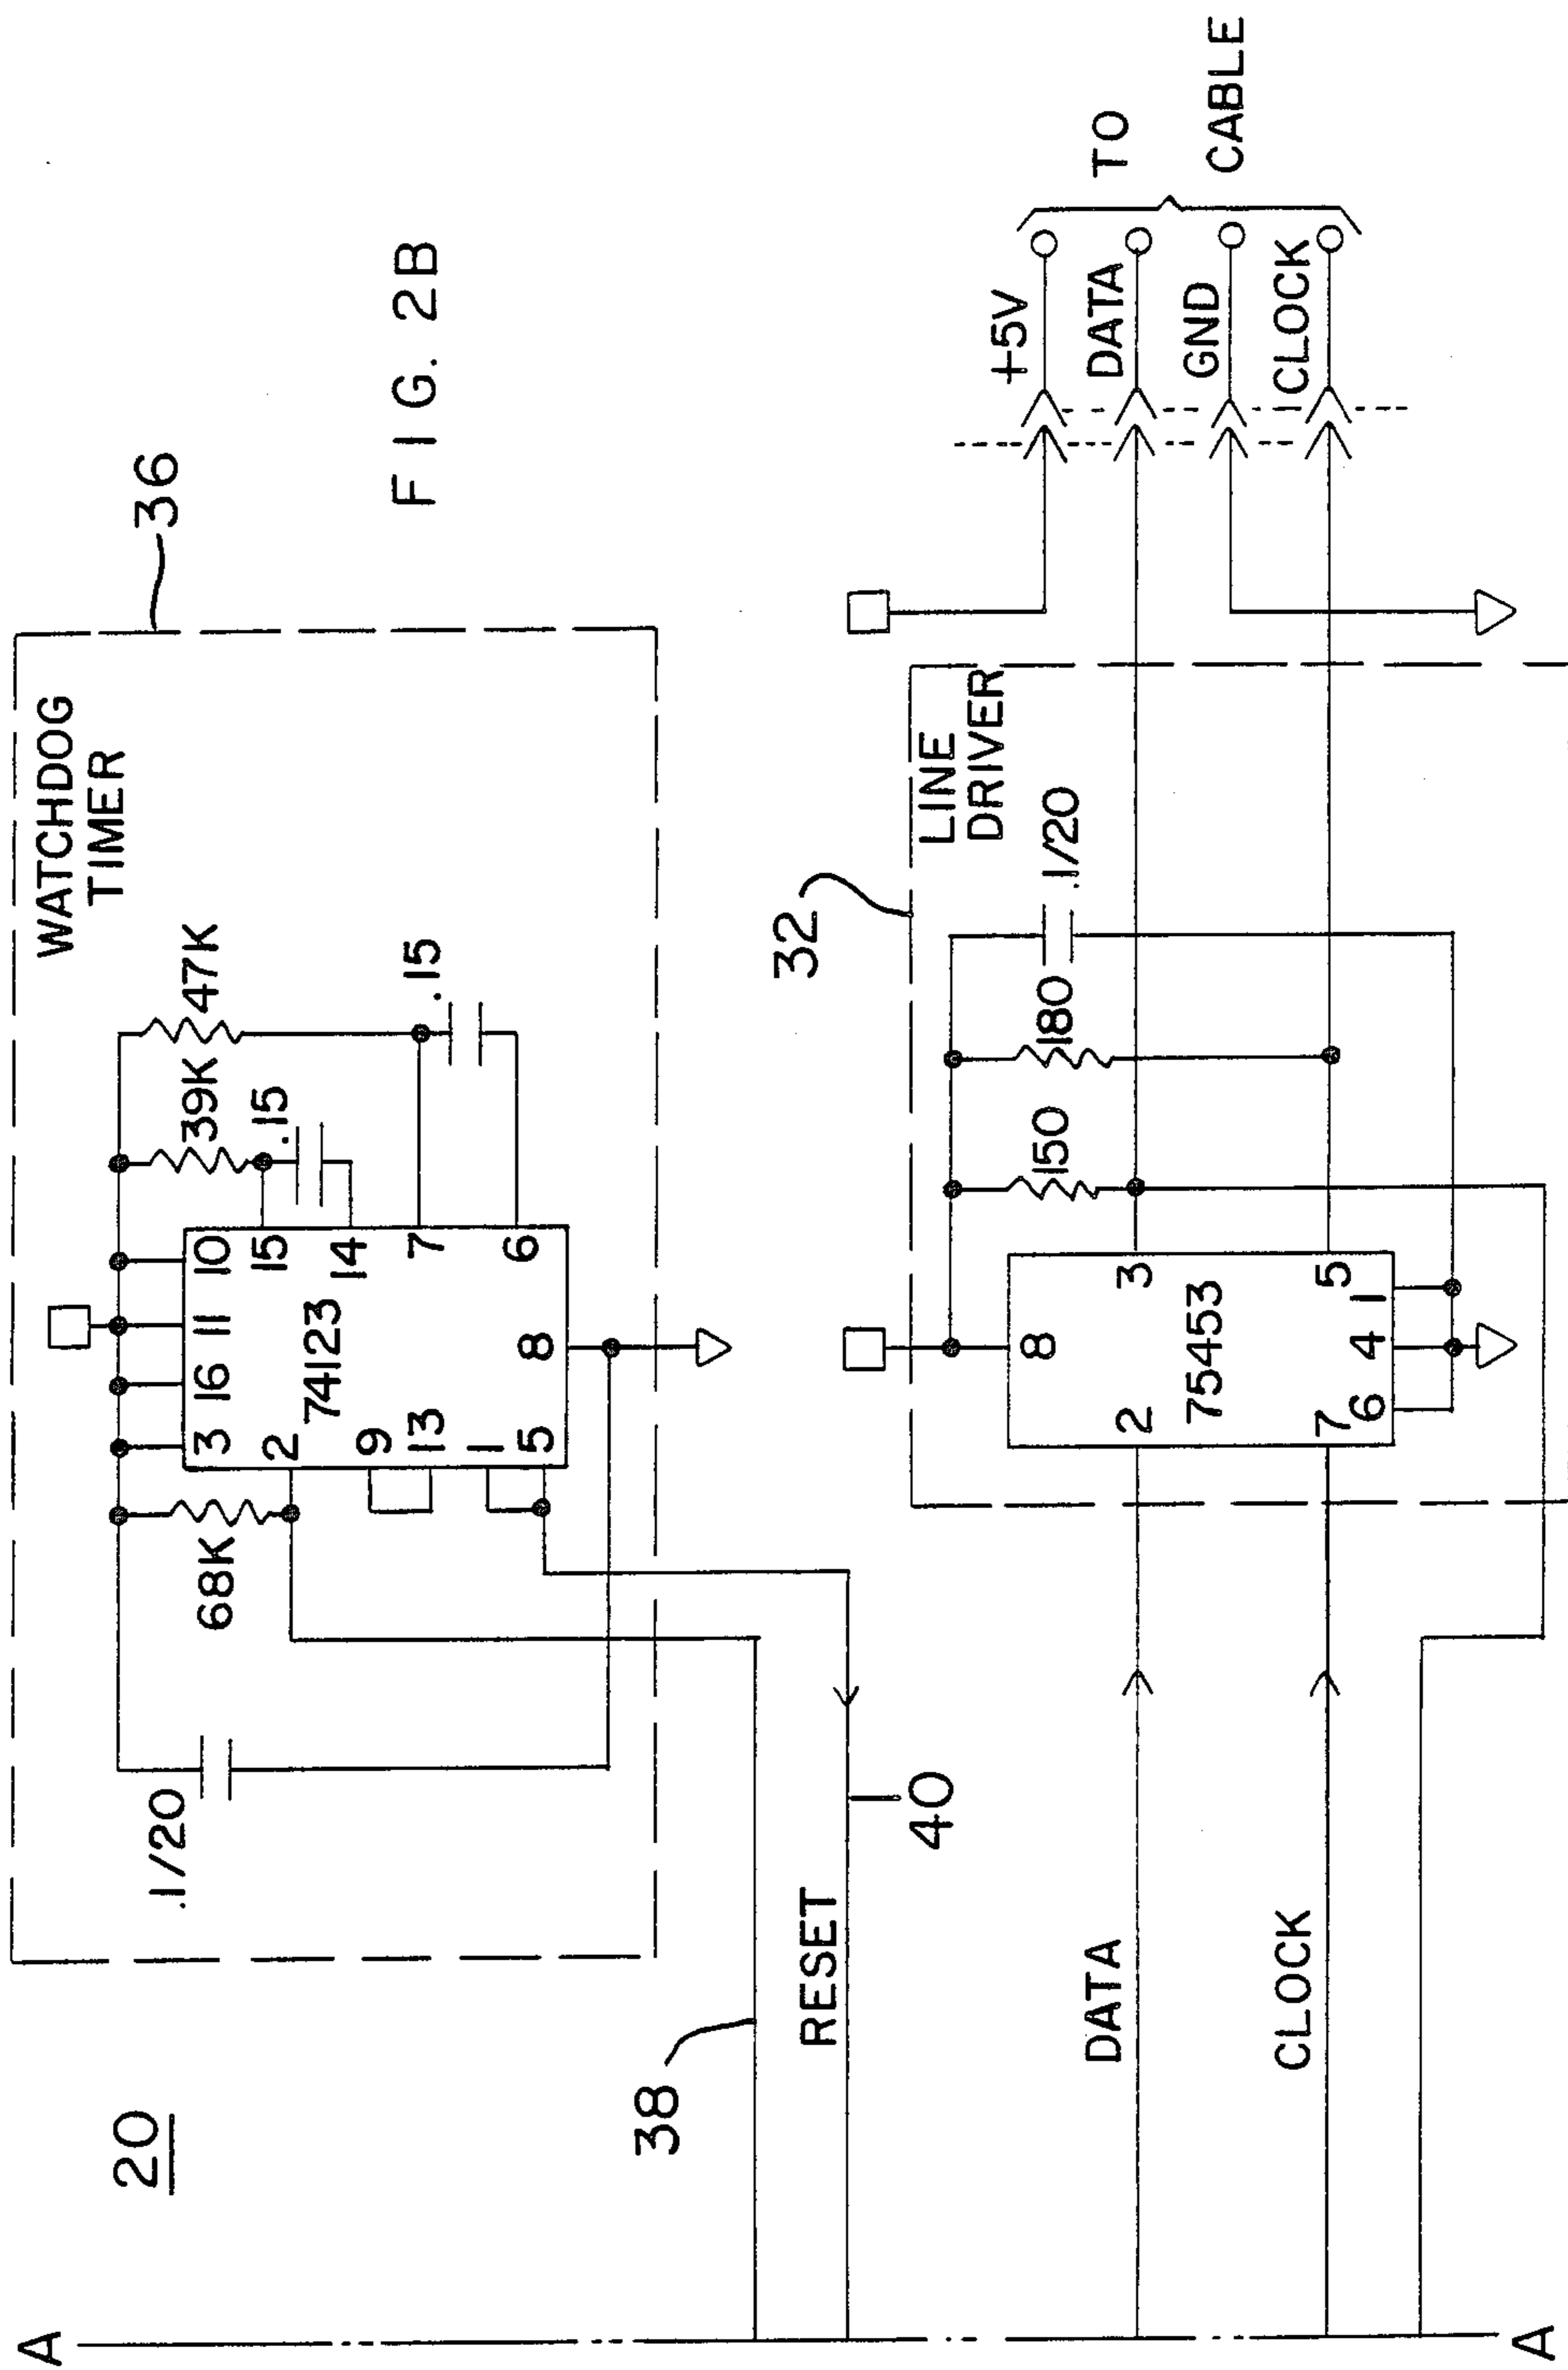 A
20
WATCHDOG
TIMER
36
FIG. 2B
.1/20
68K
39K
47K
.15
.15
3 16 11 10
2
15
74123
14
9
13
7
1
5
8
6
38
RESET
40
32
LINE
DRIVER
150
180
.1/20
8
2
3
75453
7
5
6 4 1
DATA
CLOCK
+5V
DATA
GND
CLOCK
TO
CABLE
A